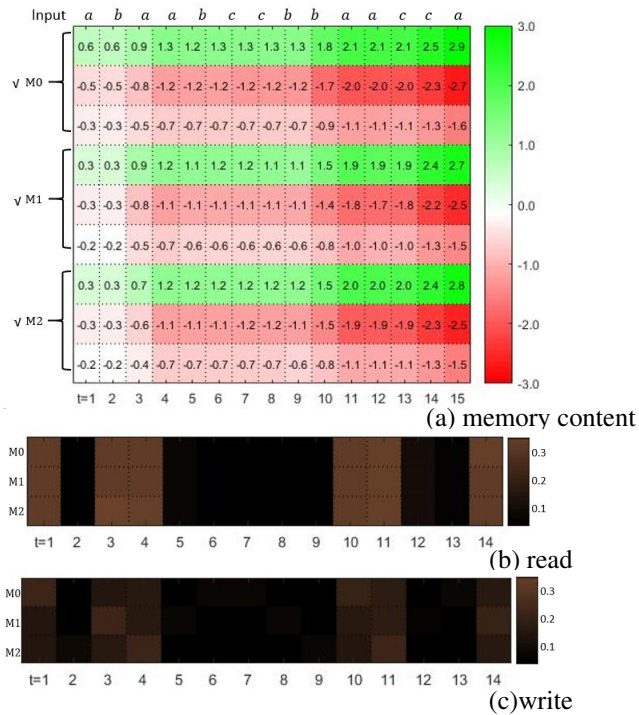 Input a b a a b c c b b a a c c a
3.0
0.6 0.6 0.9 1.2 1.2 1.3 1.3 1.3 1.3 1.8 2.1 2.1 2.1 2.5 2.9
√ M0 -0.5 -0.5 -0.8 -1.2 -1.2 -1.2 -1.2 -1.2 -1.2 -1.7 -2.0 -2.0 -2.0 -2.3 -2.7
2.0
-0.3 -0.3 -0.5 -0.7 -0.7 -0.7 -0.7 -0.7 -0.7 -0.9 -1.1 -1.1 -1.1 -1.3 -1.6
1.0
0.3 0.3 0.9 1.2 1.1 1.2 1.2 1.1 1.1 1.5 1.9 1.9 1.9 2.4 2.7
√ M1 -0.3 -0.3 -0.8 -1.1 -1.1 -1.1 -1.1 -1.1 -1.1 -1.4 -1.8 -1.7 -1.8 -2.2 -2.5
0.0
-0.2 -0.2 -0.5 -0.7 -0.6 -0.6 -0.6 -0.6 -0.6 -0.8 -1.0 -1.0 -1.0 -1.3 -1.5
-1.0
0.3 0.3 0.7 1.2 1.2 1.2 1.2 1.2 1.2 1.5 2.0 2.0 2.0 2.4 2.8
√ M2 -0.3 -0.3 -0.6 -1.1 -1.1 -1.1 -1.2 -1.2 -1.1 -1.5 -1.9 -1.9 -1.9 -2.3 -2.5
-2.0
-0.2 -0.2 -0.4 -0.7 -0.7 -0.7 -0.7 -0.7 -0.6 -0.8 -1.1 -1.1 -1.1 -1.3 -1.5
-3.0
t=1 2 3 4 5 6 7 8 9 10 11 12 13 14 15
(a) memory content
M0 0.3
M1 0.2
M2 0.1
t=1 2 3 4 5 6 7 8 9 10 11 12 13 14
(b) read
M0 0.3
M1 0.2
M2 0.1
t=1 2 3 4 5 6 7 8 9 10 11 12 13 14
(c)write